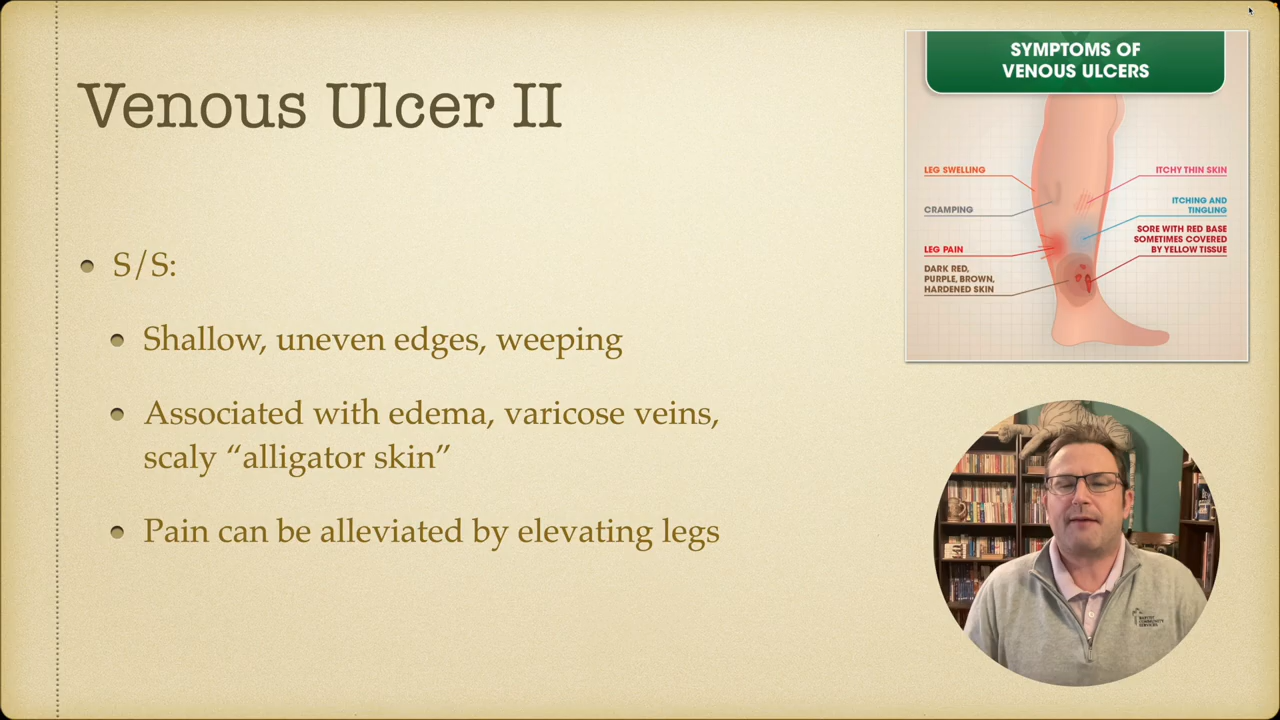 Venous Ulcer II
S/S:
Shallow, uneven edges, weeping
Associated with edema, varicose veins,
scaly “alligator skin”
Pain can be alleviated by elevating legs
SYMPTOMS OF
VENOUS ULCERS
LEG SWELLING
CRAMPING
LEG PAIN
DARK RED,
PURPLE, BROWN,
HARDENED SKIN
ITCHY THIN SKIN
ITCHING AND
TINGLING
SORE WITH RED BASE
SOMETIMES COVERED
BY YELLOW TISSUE
COMMUNITY
SERVICES